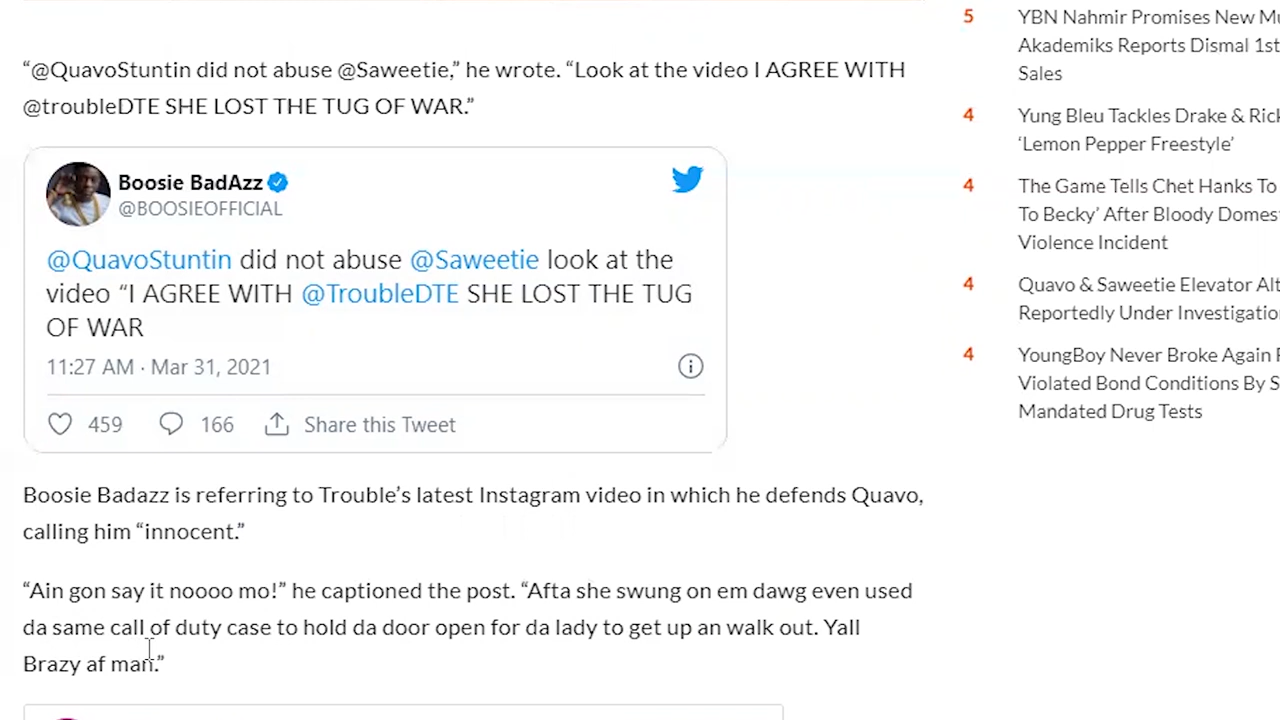 “@QuavoStuntin did not abuse @Saweetie,” he wrote. “Look at the video I AGREE WITH
@troubleDTE SHE LOST THE TUG OF WAR.”
Boosie BadAzz
@BOOSIEOFFICIAL
@QuavoStuntin did not abuse @Saweetie look at the
video “I AGREE WITH @TroubleDTE SHE LOST THE TUG
OF WAR
11:27 AM · Mar 31, 2021
459 166 Share this Tweet
Boosie Badazz is referring to Trouble’s latest Instagram video in which he defends Quavo,
calling him “innocent.”
“Ain gon say it noooo mo!” he captioned the post. “Afta she swung on em dawg even used
da same call of duty case to hold da door open for da lady to get up an walk out. Yall
Brazy af man.”
5 YBN Nahmir Promises New
Akademiks Reports Dismal 1st
Sales
4 Yung Bleu Tackles Drake &
‘Lemon Pepper Freestyle’
4 The Game Tells Chet Hanks To
To Becky’ After Bloody
Violence Incident
4 Quavo & Saweetie Elevator
Reportedly Under
4 YoungBoy Never Broke Again
Violated Bond Conditions By
Mandated Drug Tests